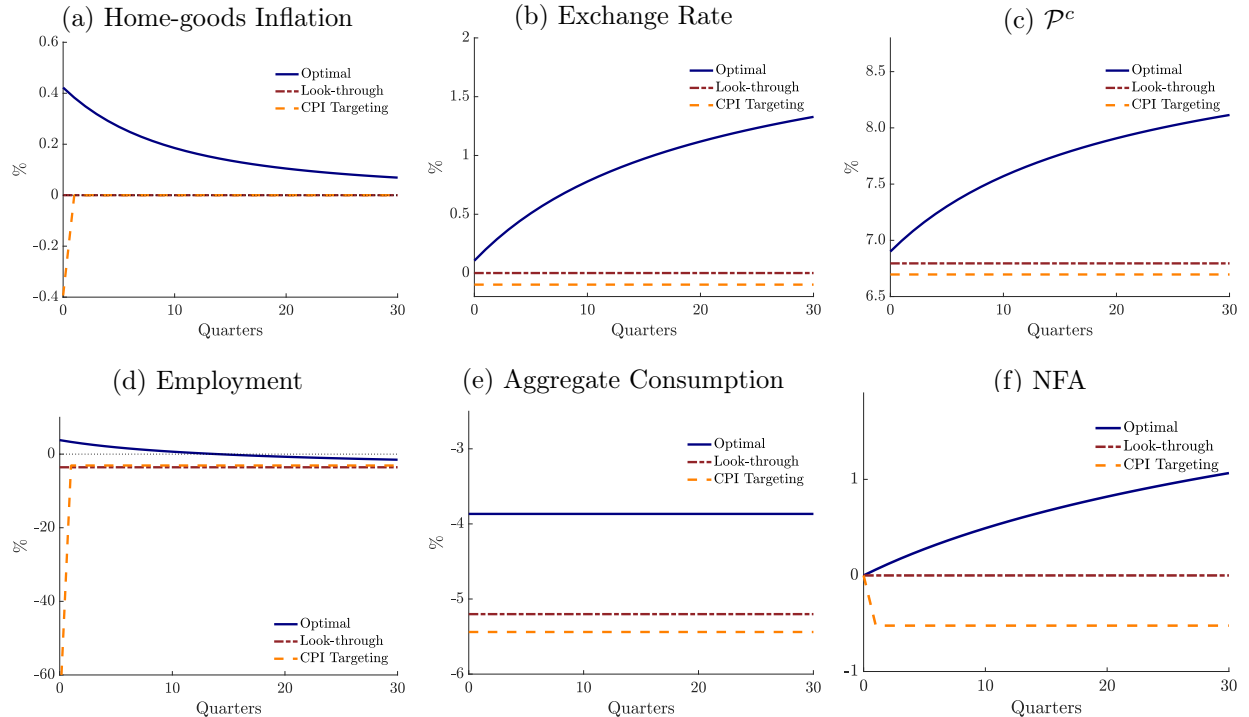 (a) Home-goods Inflation
(b) Exchange Rate
(c) 𝒫ᶜ
0.6
0.4
0.2
0
-0.2
-0.4
%
0
10
20
30
Quarters
Optimal
Look-through
CPI Targeting
2
1.5
1
0.5
0
%
0
10
20
30
Quarters
Optimal
Look-through
CPI Targeting
8.5
8.0
7.5
7.0
6.5
%
0
10
20
30
Quarters
Optimal
Look-through
CPI Targeting
(d) Employment
(e) Aggregate Consumption
(f) NFA
0
-20
-40
-60
%
0
10
20
30
Quarters
Optimal
Look-through
CPI Targeting
-3
-4
-5
-6
%
0
10
20
30
Quarters
Optimal
Look-through
CPI Targeting
1
0
-1
0
10
20
30
Quarters
Optimal
Look-through
CPI Targeting